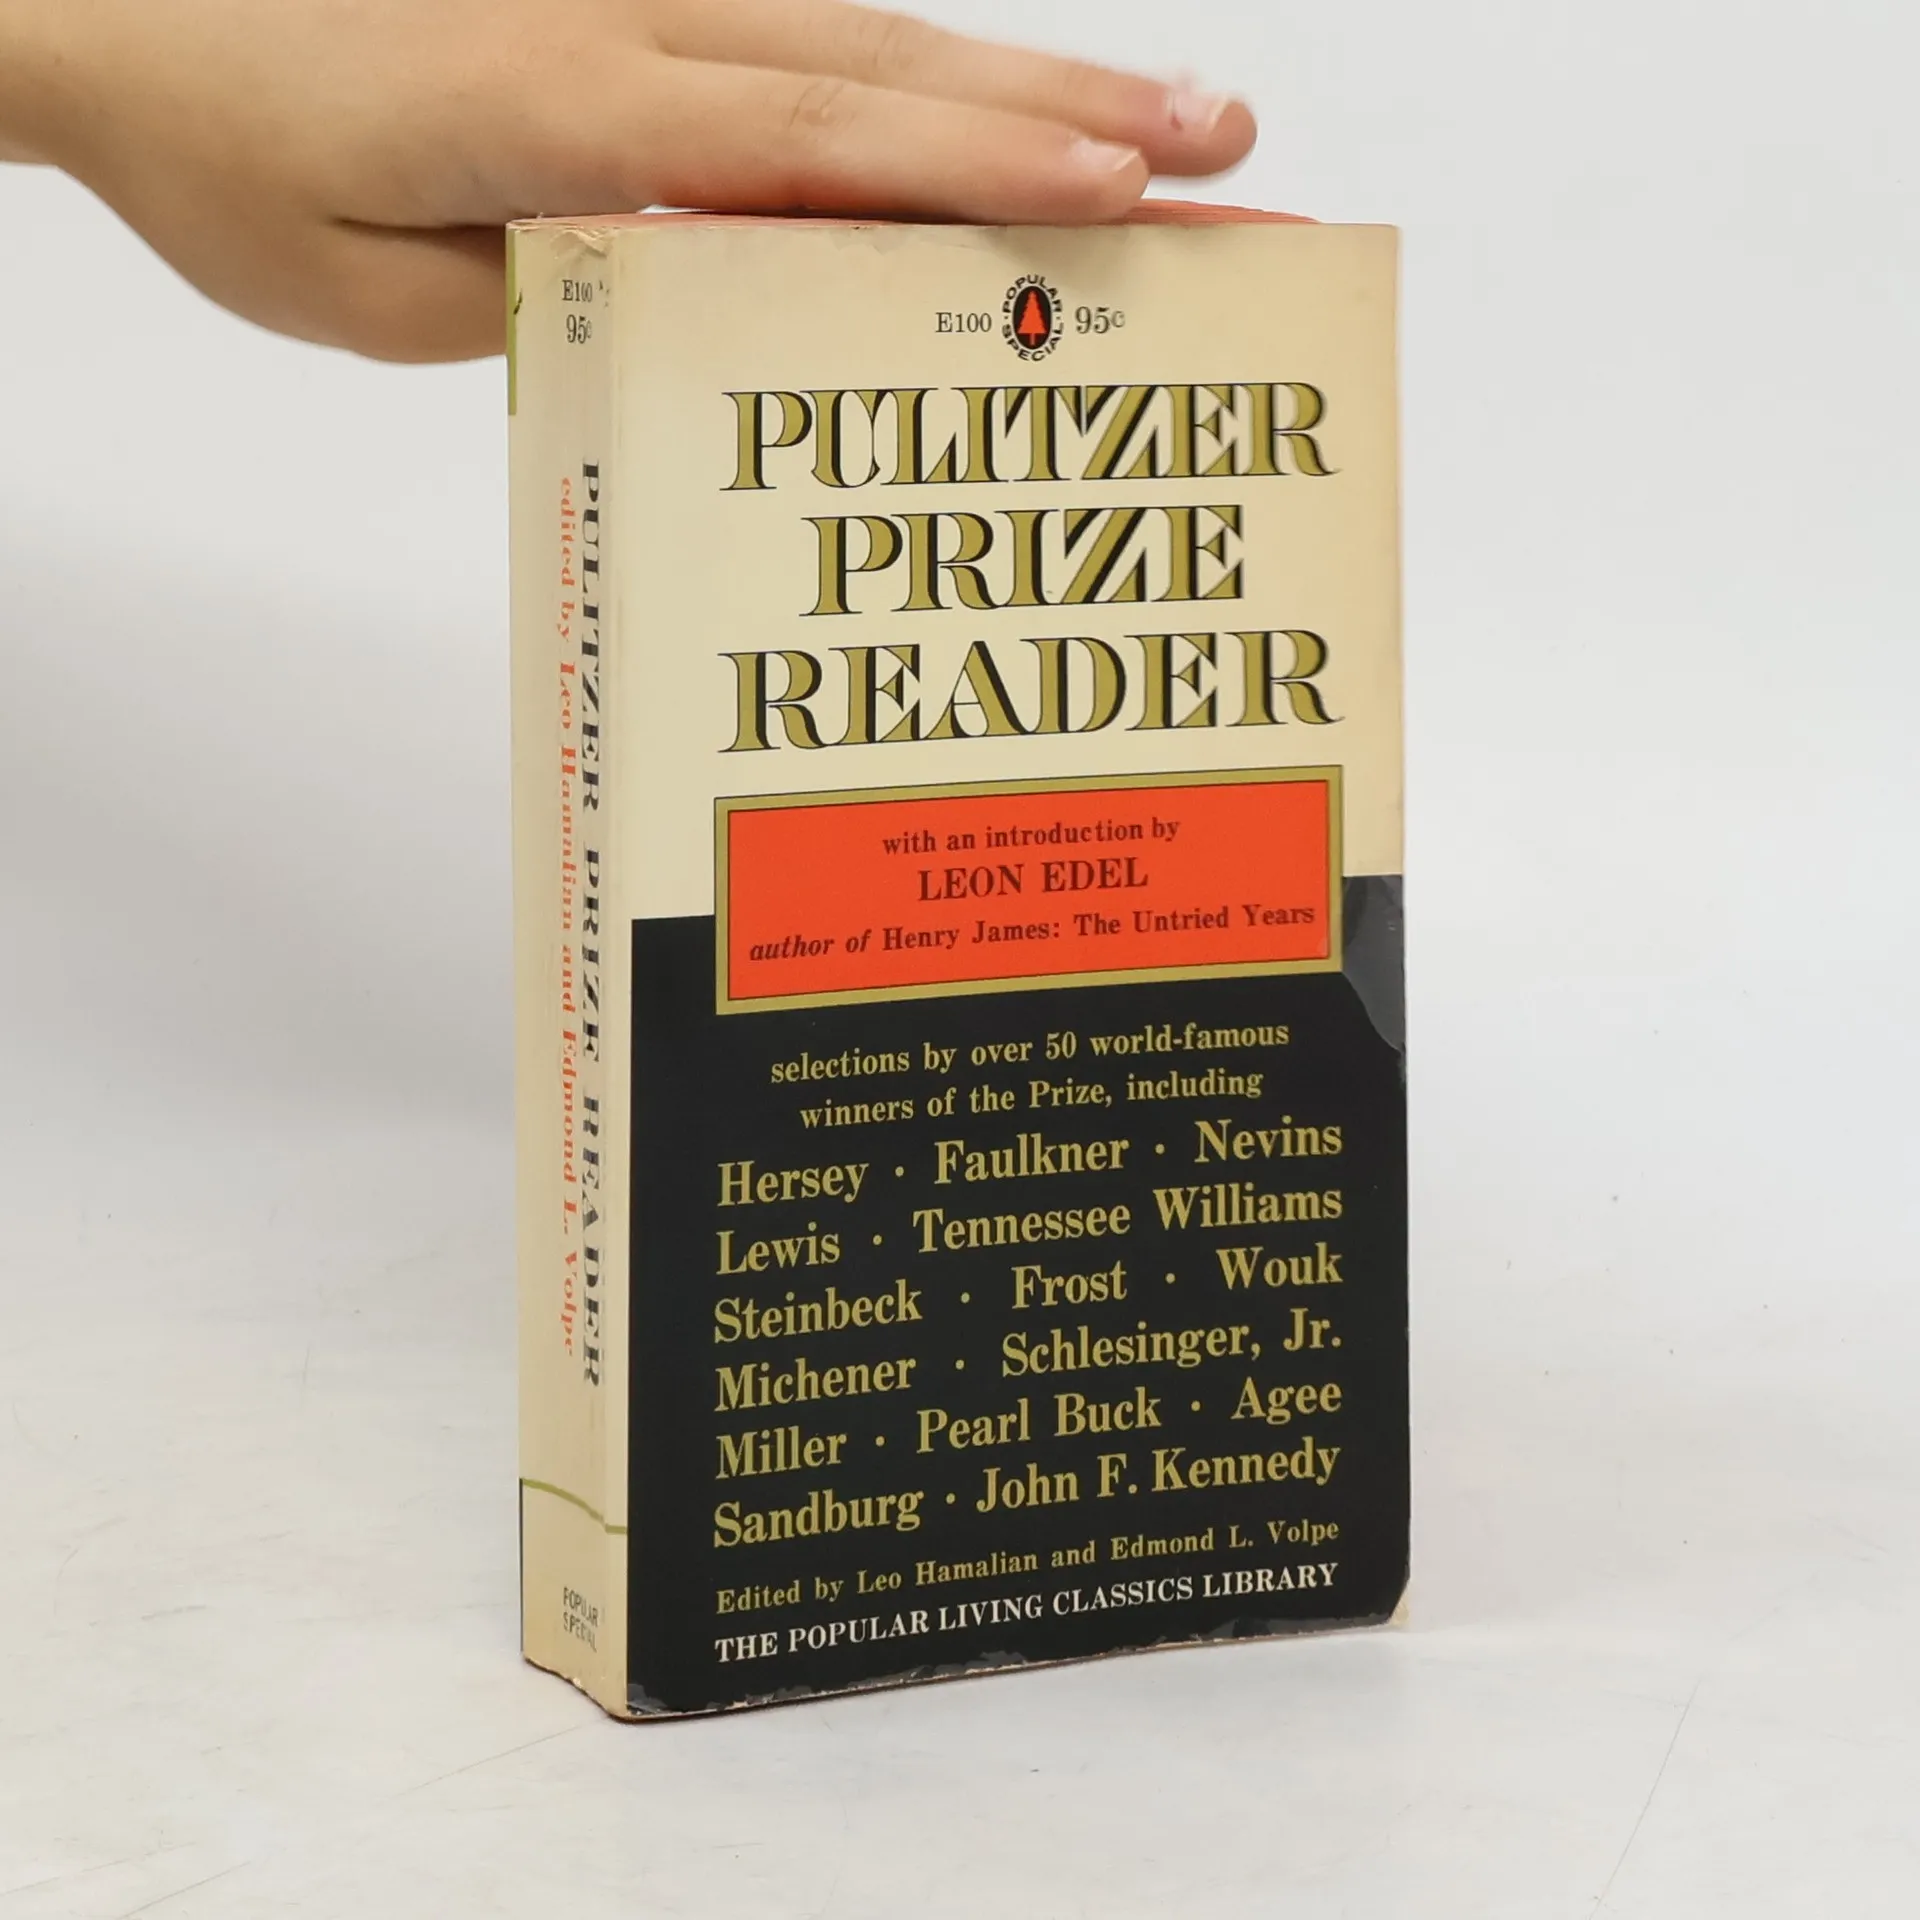 E100
95¢
PULITZER PRIZE READER
edited by Leo Hamalian and Edmond L. Volpe
POPULAR
SPECIAL
E100 POPULAR SPECIAL 95¢
PULITZER
PRIZE
READER
with an introduction by
LEON EDEL
author of Henry James: The Untried Years
selections by over 50 world-famous
winners of the Prize, including
Hersey · Faulkner · Nevins
Lewis · Tennessee Williams
Steinbeck · Frost · Wouk
Michener · Schlesinger, Jr.
Miller · Pearl Buck · Agee
Sandburg · John F. Kennedy
Edited by Leo Hamalian and Edmond L. Volpe
THE POPULAR LIVING CLASSICS LIBRARY